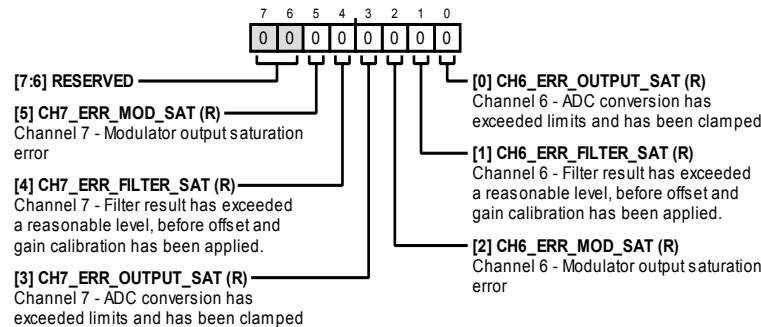 7 6 5 4 3 2 1 0
0 0 0 0 0 0 0 0
[7:6] RESERVED
[5] CH7_ERR_MOD_SAT (R)
Channel 7 - Modulator output saturation
error
[4] CH7_ERR_FILTER_SAT (R)
Channel 7 - Filter result has exceeded
a reasonable level, before offset and
gain calibration has been applied.
[3] CH7_ERR_OUTPUT_SAT (R)
Channel 7 - ADC conversion has
exceeded limits and has been clamped
[0] CH6_ERR_OUTPUT_SAT (R)
Channel 6 - ADC conversion has
exceeded limits and has been clamped
[1] CH6_ERR_FILTER_SAT (R)
Channel 6 - Filter result has exceeded
a reasonable level, before offset and
gain calibration has been applied.
[2] CH6_ERR_MOD_SAT (R)
Channel 6 - Modulator output saturation
error